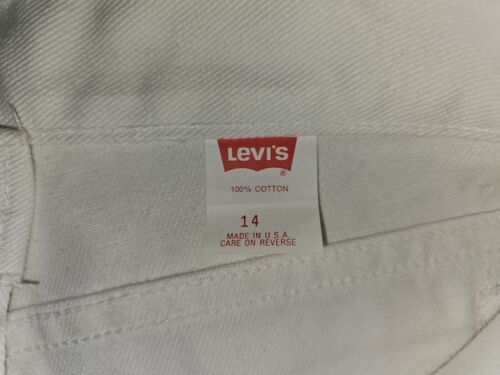 Levi's
®
100% COTTON
14
MADE IN U.S.A.
CARE ON REVERSE